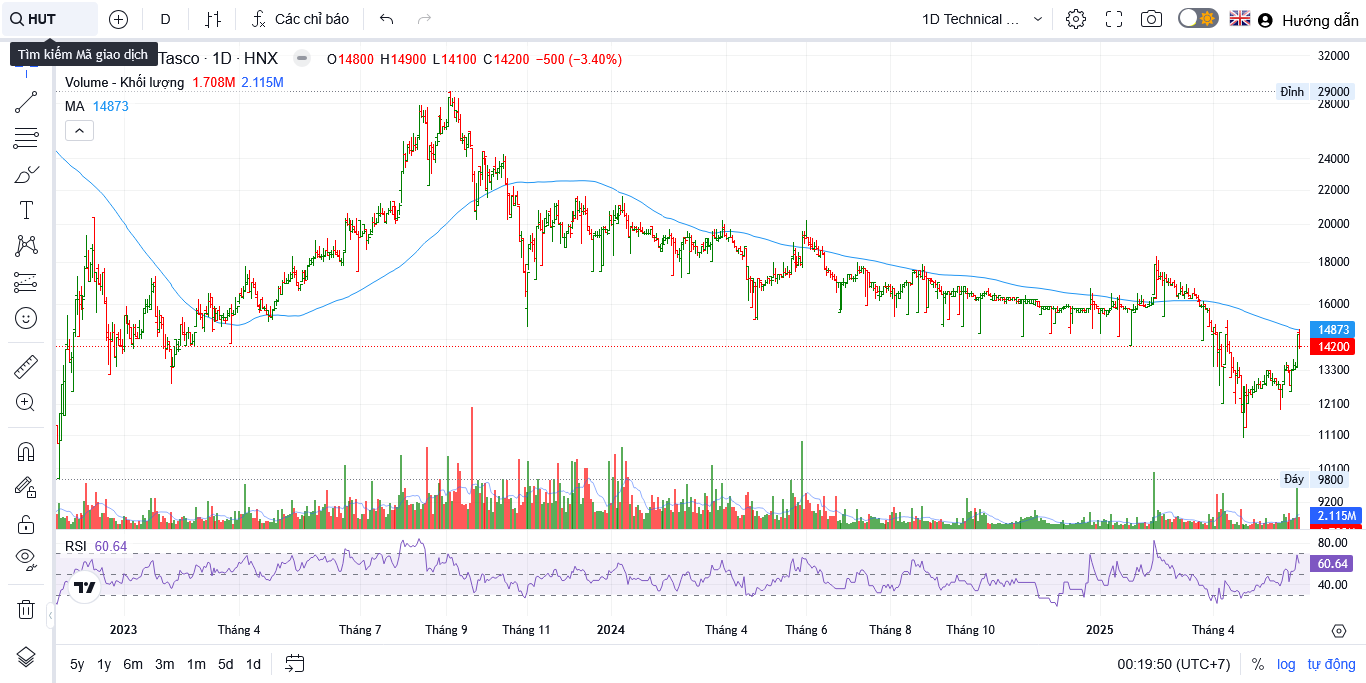 HUT
D
Các chỉ báo
1D Technical ...
Hướng dẫn
Tìm kiếm Mã giao dịch
Tasco · 1D · HNX
O14800 H14900 L14100 C14200 −500 (−3.40%)
Volume - Khối lượng 1.708M 2.115M
MA 14873
32000
Đỉnh 29000
28000
24000
22000
20000
18000
16000
14873
14200
13300
12100
11100
10100
Đáy 9800
9200
2.115M
RSI 60.64
80.00
60.64
40.00
2023 Tháng 4 Tháng 7 Tháng 9 Tháng 11 2024 Tháng 4 Tháng 6 Tháng 8 Tháng 10 2025 Tháng 4
5y 1y 6m 3m 1m 5d 1d
00:19:50 (UTC+7) % log tự động